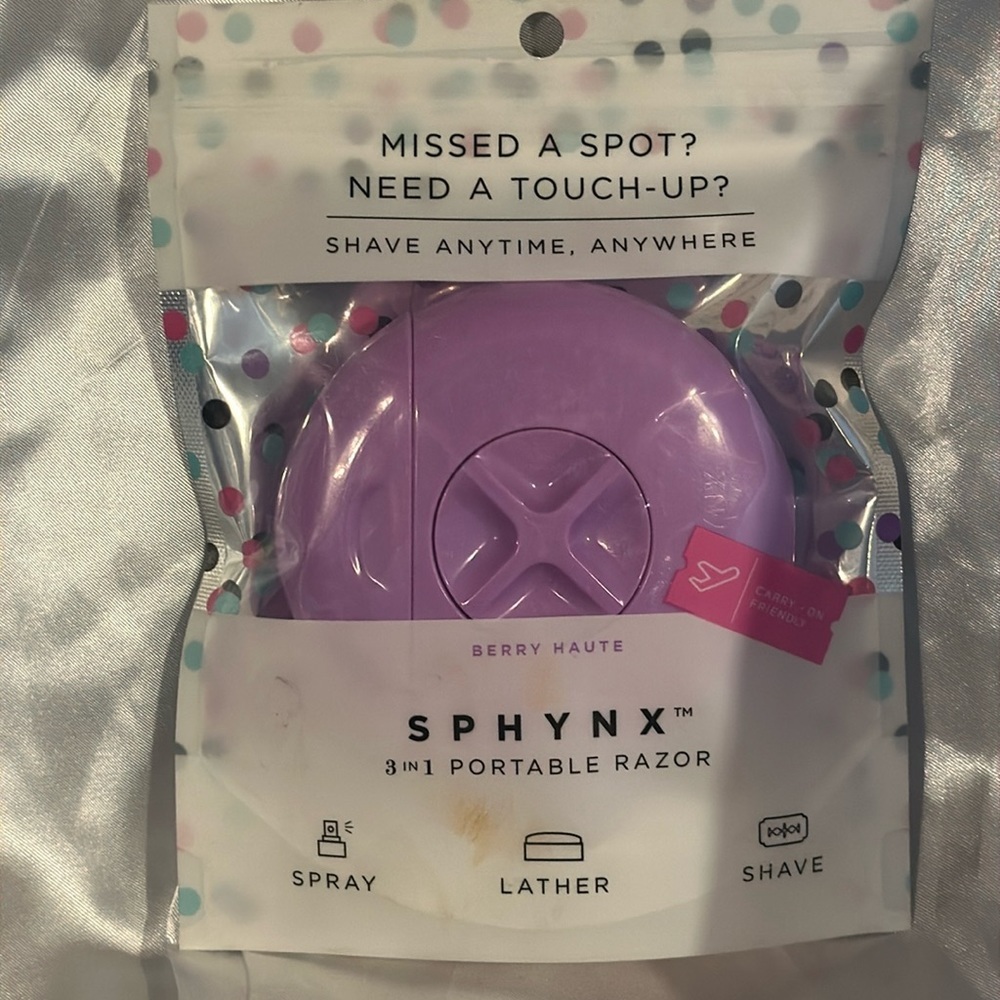 MISSED A SPOT?
NEED A TOUCH-UP?
SHAVE ANYTIME, ANYWHERE
CARRY-ON
FRIENDLY
BERRY HAUTE
SPHYNX™
3 IN 1 PORTABLE RAZOR
SPRAY
LATHER
SHAVE